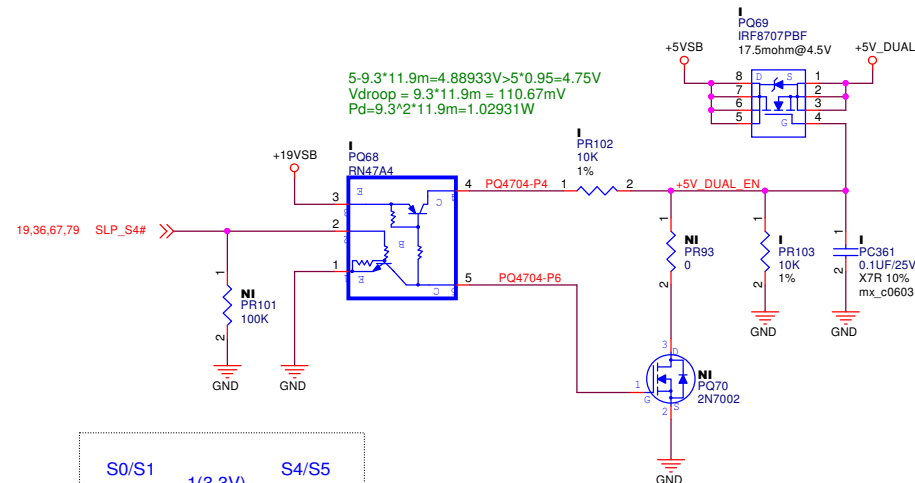 I
PQ69
IRF8707PBF
17.5mohm@4.5V
+5VSB
+5V_DUAL
8 D S 1
7 2
6 3
5 G 4
5-9.3*11.9m=4.88933V>5*0.95=4.75V
Vdroop = 9.3*11.9m = 110.67mV
Pd=9.3^2*11.9m=1.02931W
+19VSB
I
PQ68
RN47A4
I
PR102
10K
1%
3 E 4 PQ4704-P4 1 2 +5V_DUAL_EN
C
19,36,67,79 SLP_S4# 2
B
1 E C 5 PQ4704-P6
1
NI
PR101
100K
2
GND
GND
1
NI
PR93
0
2
1
I
PR103
10K
1%
2
GND
1
I
PC361
0.1UF/25V
X7R 10%
mx_c0603
2
GND
3 D
1 G
2 S
NI
PQ70
2N7002
GND
S0/S1
1(3.3V)
S4/S5